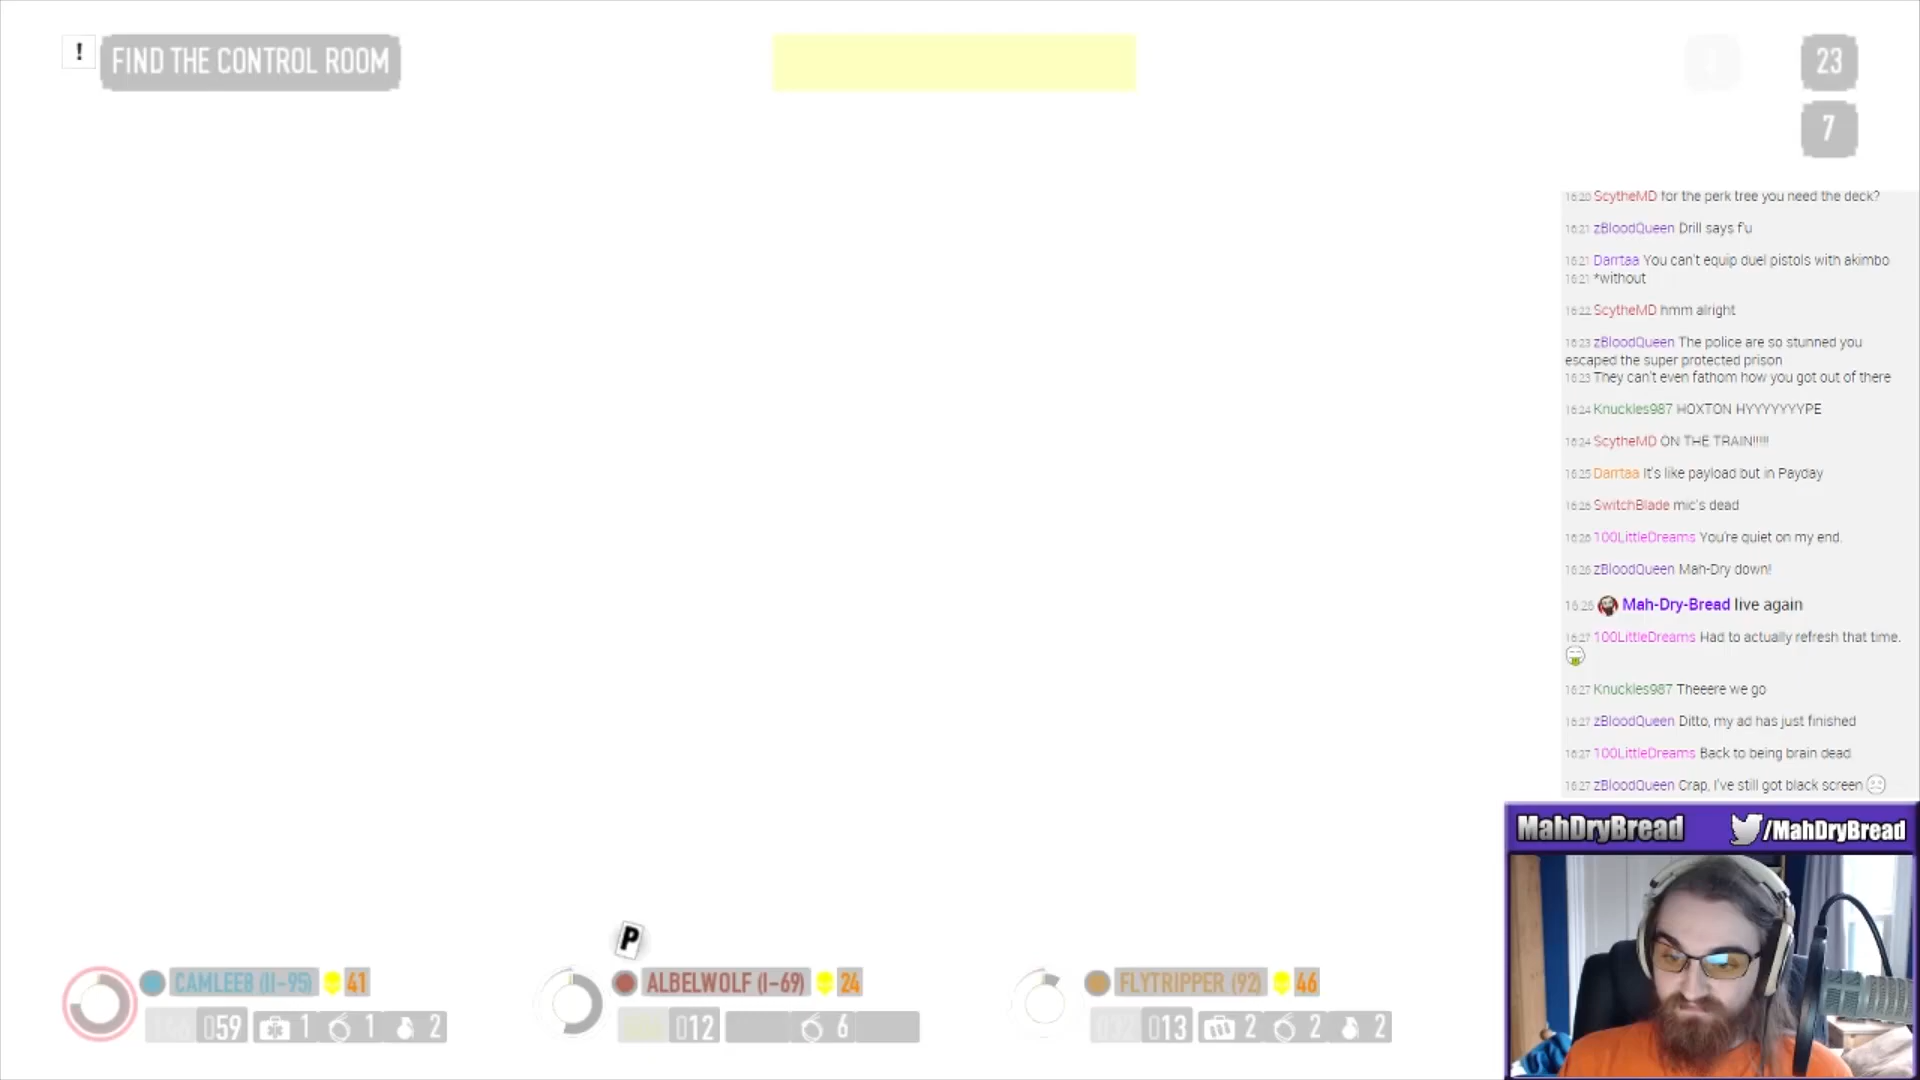 !
FIND THE CONTROL ROOM
23
7
16:20 ScytheMD for the perk tree you need the deck?
16:21 zBloodQueen Drill says f'u
16:21 Darrtaa You can't equip duel pistols with akimbo
16:21 *without
16:22 ScytheMD hmm alright
16:23 zBloodQueen The police are so stunned you
escaped the super protected prison
16:23 They can't even fathom how you got out of there
16:24 Knuckles987 HOXTON HYYYYYYYPE
16:24 ScytheMD ON THE TRAIN!!!!!
16:25 Darrtaa It's like payload but in Payday
16:26 SwitchBlade mic's dead
16:26 100LittleDreams You're quiet on my end.
16:26 zBloodQueen Mah-Dry down!
16:26 Mah-Dry-Bread live again
16:27 100LittleDreams Had to actually refresh that time.
16:27 Knuckles987 Theeere we go
16:27 zBloodQueen Ditto, my ad has just finished
16:27 100LittleDreams Back to being brain dead
16:27 zBloodQueen Crap, I've still got black screen
MahDryBread
/MahDryBread
P
CAMLEE8 (II-95) 41
059 1 1 2
ALBELWOLF (I-69) 24
012 6
FLYTRIPPER (92) 46
032 013 2 2 2